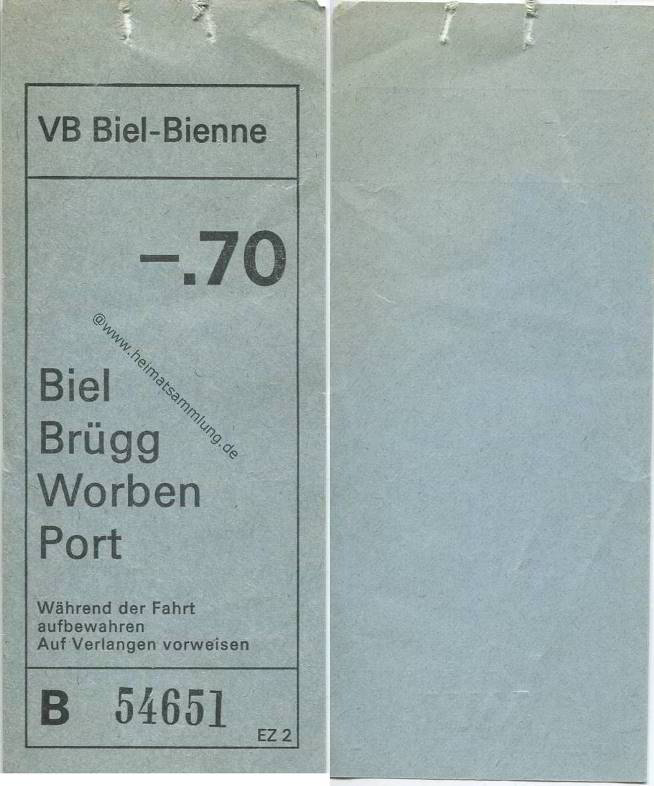 VB Biel-Bienne
–.70
@www.heimatsammlung.de
Biel
Brügg
Worben
Port
Während der Fahrt
aufbewahren
Auf Verlangen vorweisen
B 54651
EZ 2